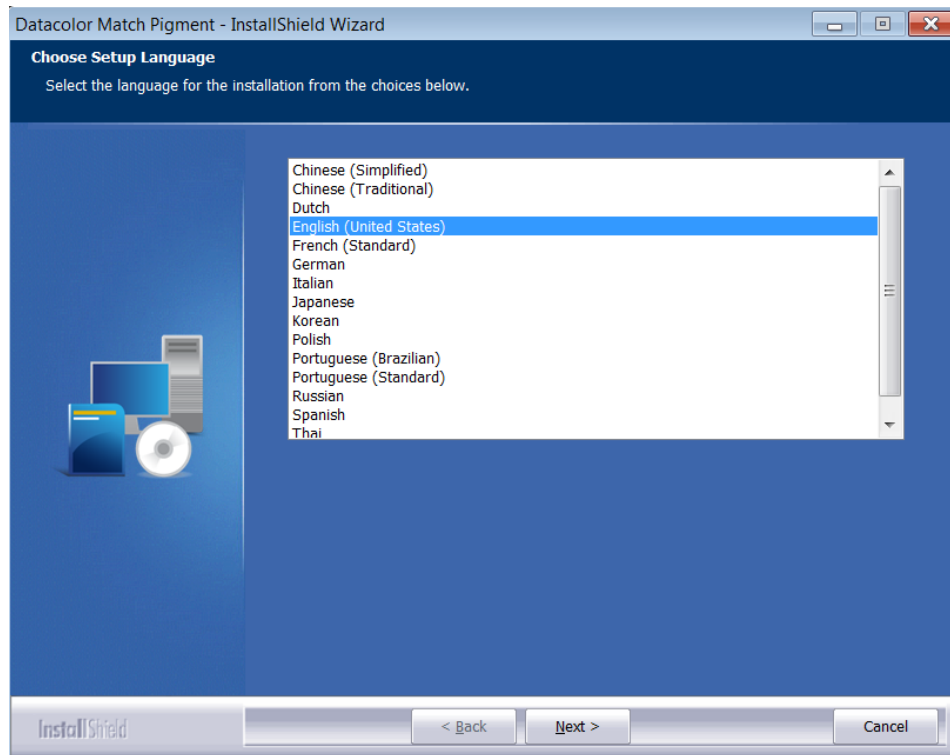 Datacolor Match Pigment - InstallShield Wizard
Choose Setup Language
Select the language for the installation from the choices below.
Chinese (Simplified)
Chinese (Traditional)
Dutch
English (United States)
French (Standard)
German
Italian
Japanese
Korean
Polish
Portuguese (Brazilian)
Portuguese (Standard)
Russian
Spanish
Thai
InstallShield
< Back
Next >
Cancel